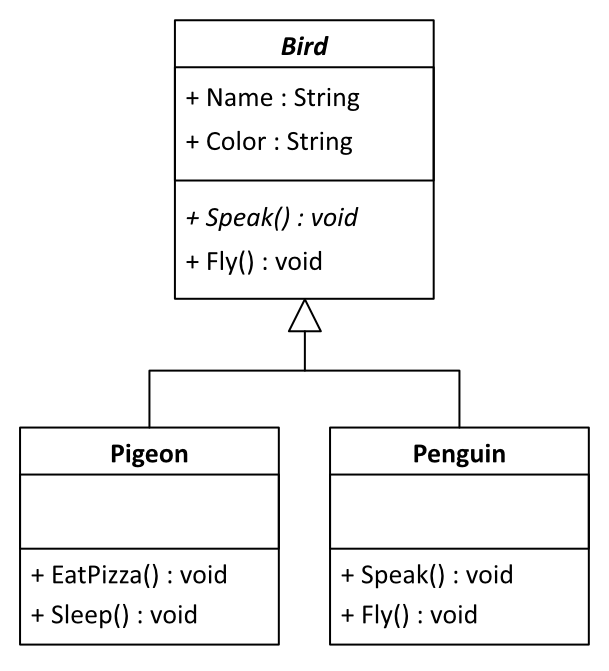 Bird
+ Name : String
+ Color : String
+ Speak() : void
+ Fly() : void
Pigeon
+ EatPizza() : void
+ Sleep() : void
Penguin
+ Speak() : void
+ Fly() : void